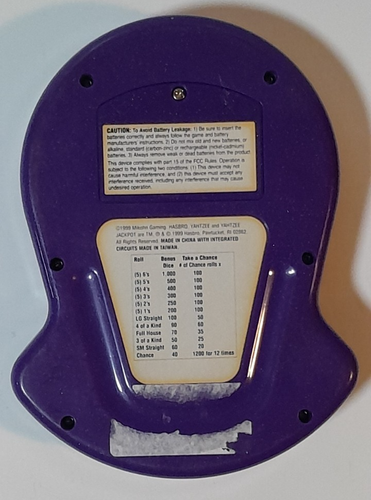 CAUTION: To Avoid Battery Leakage: 1) Be sure to insert the
batteries correctly and always follow the game and battery
manufacturers' instructions. 2) Do not mix old and new batteries, or
alkaline, standard (carbon-zinc) or rechargeable (nickel-cadmium)
batteries. 3) Always remove weak or dead batteries from the product.
This device complies with part 15 of the FCC Rules. Operation is
subject to the following two conditions: (1) This device may not
cause harmful interference, and (2) this device must accept any
interference received, including any interference that may cause
undesired operation.
©1999 Mikohn Gaming. HASBRO, YAHTZEE and YAHTZEE
JACKPOT are TM, ® & © 1999 Hasbro, Pawtucket, RI 02862.
All Rights Reserved. MADE IN CHINA WITH INTEGRATED
CIRCUITS MADE IN TAIWAN.
Roll Bonus Take a Chance
Dice # of Chance rolls x
(5) 6's 1,000 100
(5) 5's 500 100
(5) 4's 400 100
(5) 3's 300 100
(5) 2's 250 100
(5) 1's 200 100
LG Straight 100 50
4 of a Kind 80 60
Full House 70 35
3 of a Kind 50 25
SM Straight 60 20
Chance 40 1200 for 12 times